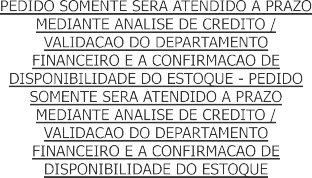 PEDIDO SOMENTE SERA ATENDIDO A PRAZO
MEDIANTE ANALISE DE CREDITO /
VALIDACAO DO DEPARTAMENTO
FINANCEIRO E A CONFIRMACAO DE
DISPONIBILIDADE DO ESTOQUE - PEDIDO
SOMENTE SERA ATENDIDO A PRAZO
MEDIANTE ANALISE DE CREDITO /
VALIDACAO DO DEPARTAMENTO
FINANCEIRO E A CONFIRMACAO DE
DISPONIBILIDADE DO ESTOQUE